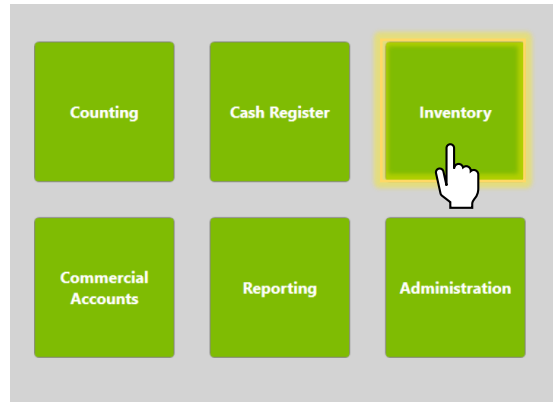 Counting
Cash Register
Inventory
Commercial
Accounts
Reporting
Administration